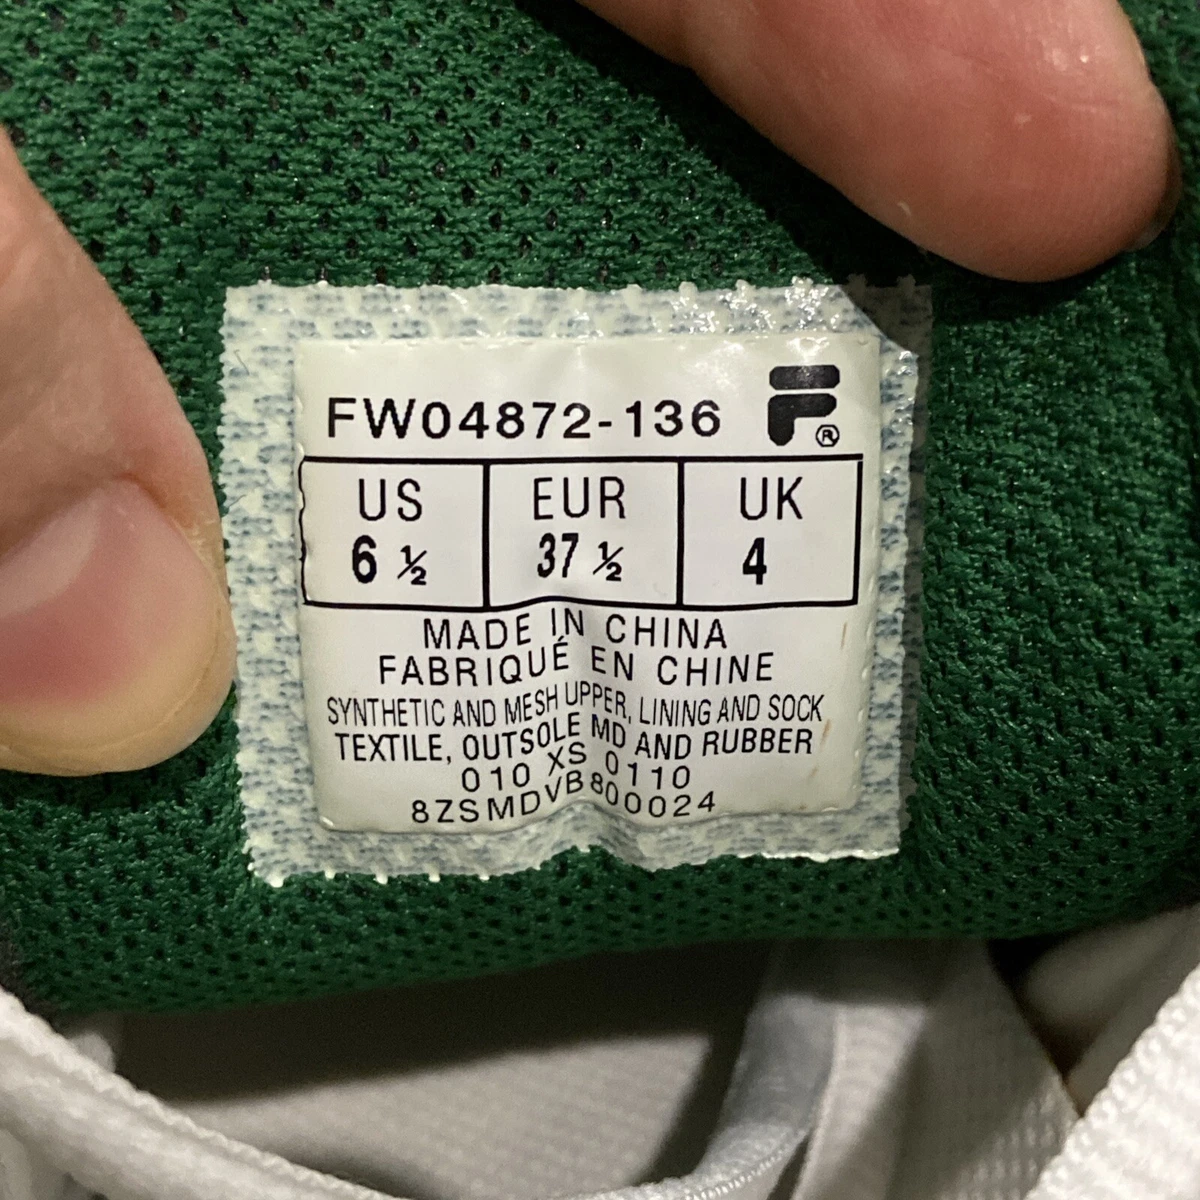 FW04872-136
®
US EUR UK
6 ½ 37 ½ 4
MADE IN CHINA
FABRIQUÉ EN CHINE
SYNTHETIC AND MESH UPPER, LINING AND SOCK
TEXTILE, OUTSOLE MD AND RUBBER
010 XS 0110
8ZSMDVB800024